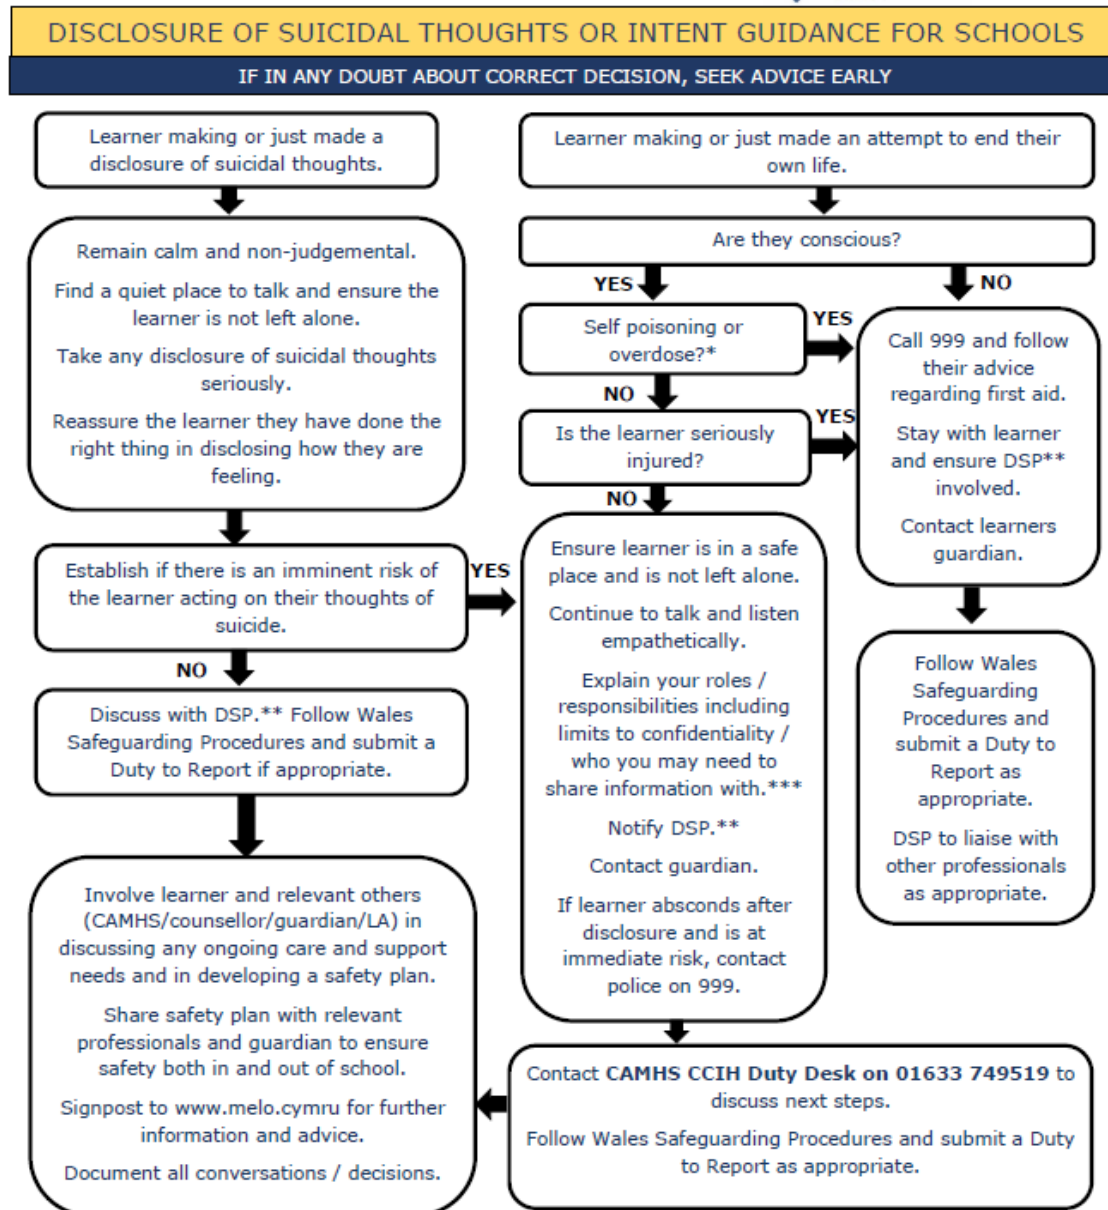 DISCLOSURE OF SUICIDAL THOUGHTS OR INTENT GUIDANCE FOR SCHOOLS
IF IN ANY DOUBT ABOUT CORRECT DECISION, SEEK ADVICE EARLY
Learner making or just made a
disclosure of suicidal thoughts.
Remain calm and non-judgemental.
Find a quiet place to talk and ensure the
learner is not left alone.
Take any disclosure of suicidal thoughts
seriously.
Reassure the learner they have done the
right thing in disclosing how they are
feeling.
Establish if there is an imminent risk of
the learner acting on their thoughts of
suicide.
YES
NO
Discuss with DSP.** Follow Wales
Safeguarding Procedures and submit a
Duty to Report if appropriate.
Involve learner and relevant others
(CAMHS/counsellor/guardian/LA) in
discussing any ongoing care and support
needs and in developing a safety plan.
Share safety plan with relevant
professionals and guardian to ensure
safety both in and out of school.
Signpost to www.melo.cymru for further
information and advice.
Document all conversations / decisions.
Learner making or just made an attempt to end their
own life.
Are they conscious?
YES
NO
Self poisoning or
overdose?*
YES
NO
Is the learner seriously
injured?
YES
NO
Ensure learner is in a safe
place and is not left alone.
Continue to talk and listen
empathetically.
Explain your roles /
responsibilities including
limits to confidentiality /
who you may need to
share information with.***
Notify DSP.**
Contact guardian.
If learner absconds after
disclosure and is at
immediate risk, contact
police on 999.
Contact CAMHS CCIH Duty Desk on 01633 749519 to
discuss next steps.
Follow Wales Safeguarding Procedures and submit a Duty
to Report as appropriate.
Call 999 and follow
their advice
regarding first aid.
Stay with learner
and ensure DSP**
involved.
Contact learners
guardian.
Follow Wales
Safeguarding
Procedures and
submit a Duty to
Report as
appropriate.
DSP to liaise with
other professionals
as appropriate.